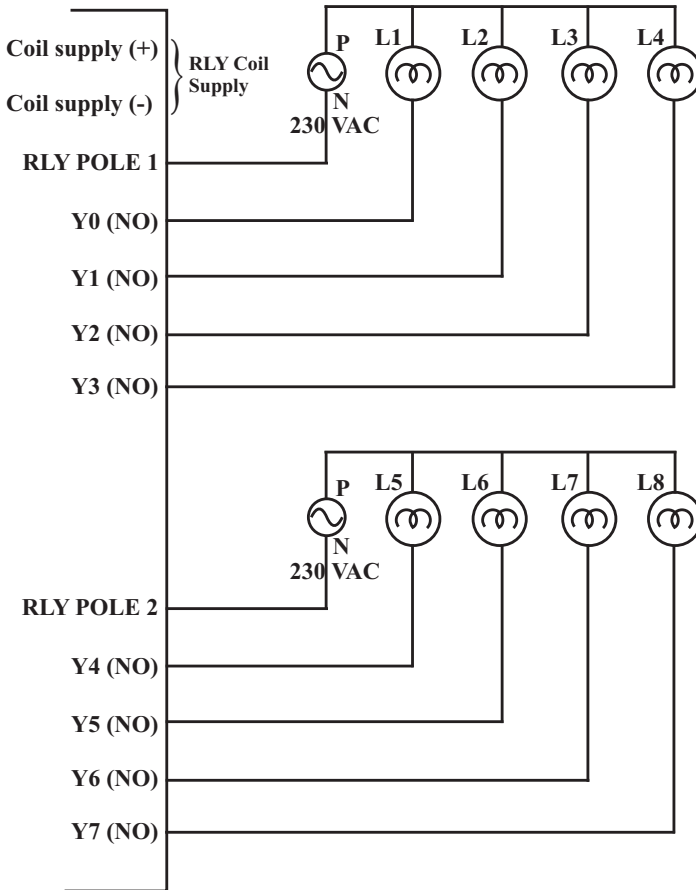 P L1 L2 L3 L4
Coil supply (+)
RLY Coil
Supply
Coil supply (-)
N
230 VAC
RLY POLE 1
Y0 (NO)
Y1 (NO)
Y2 (NO)
Y3 (NO)
P L5 L6 L7 L8
N
230 VAC
RLY POLE 2
Y4 (NO)
Y5 (NO)
Y6 (NO)
Y7 (NO)